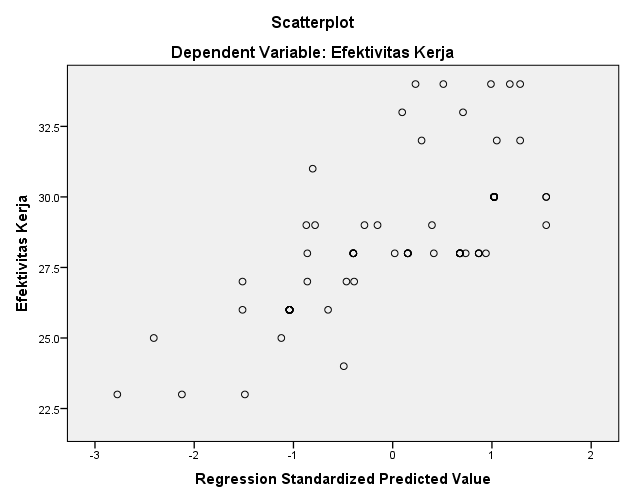 Scatterplot
Dependent Variable: Efektivitas Kerja
Efektivitas Kerja
32.5
30.0
27.5
25.0
22.5
-3 -2 -1 0 1 2
Regression Standardized Predicted Value